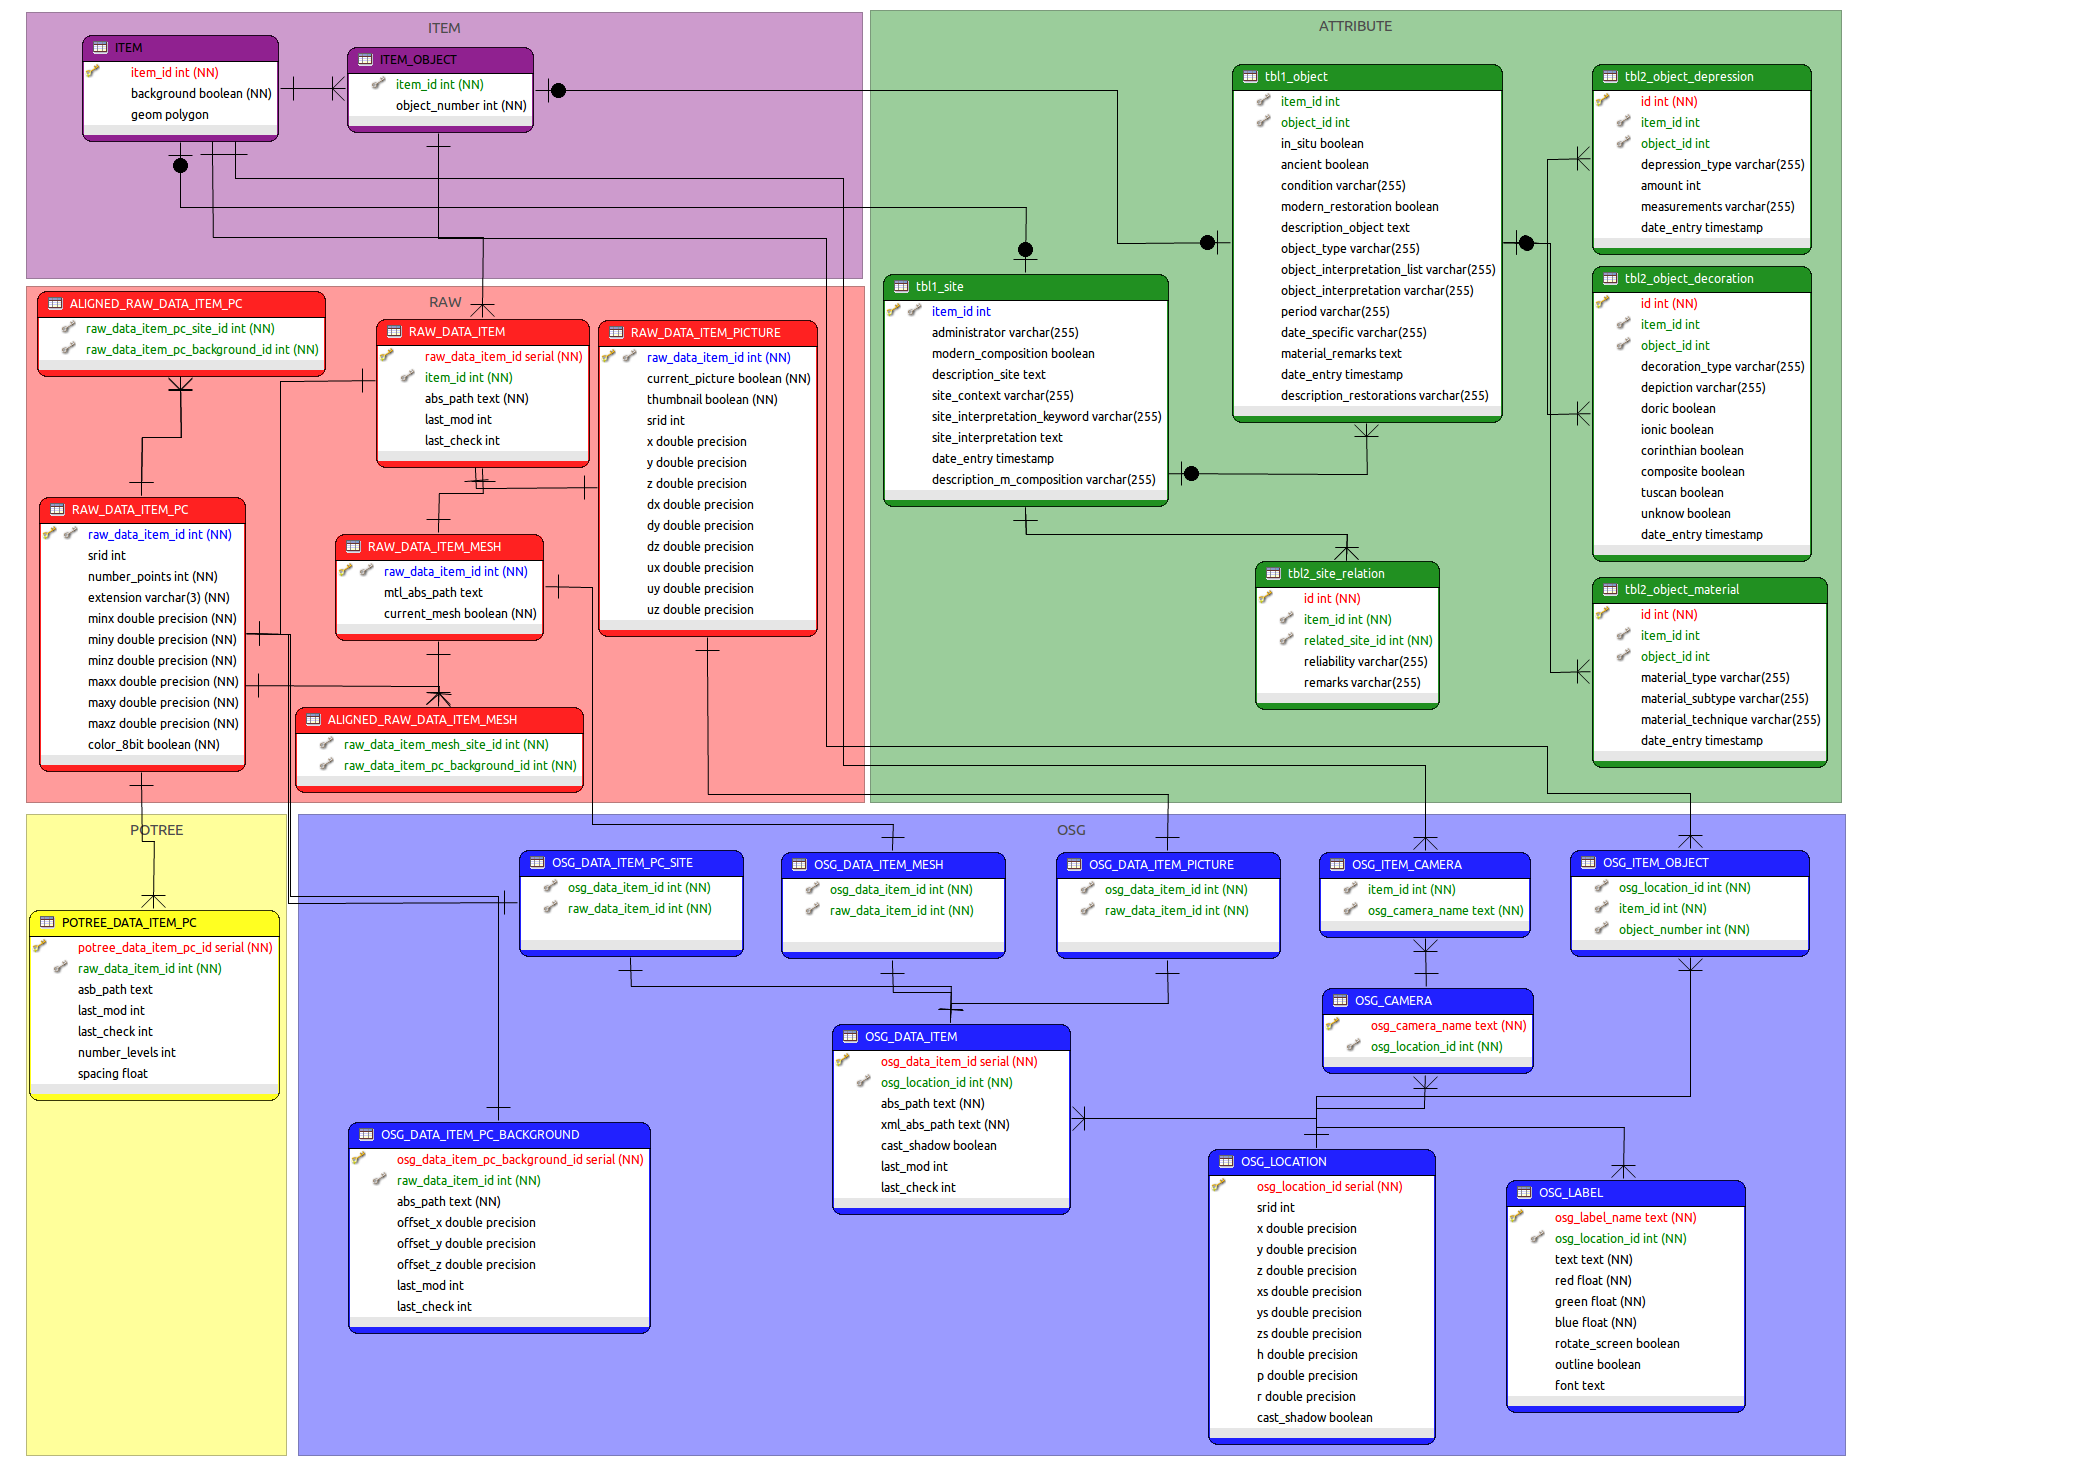 ITEM
ITEM
item_id int (NN)
background boolean (NN)
geom polygon
ITEM_OBJECT
item_id int (NN)
object_number int (NN)
ATTRIBUTE
tbl1_object
item_id int
object_id int
in_situ boolean
ancient boolean
condition varchar(255)
modern_restoration boolean
description_object text
object_type varchar(255)
object_interpretation_list varchar(255)
object_interpretation varchar(255)
period varchar(255)
date_specific varchar(255)
material_remarks text
date_entry timestamp
description_restorations varchar(255)
tbl2_object_depression
id int (NN)
item_id int
object_id int
depression_type varchar(255)
amount int
measurements varchar(255)
date_entry timestamp
tbl1_site
item_id int
administrator varchar(255)
modern_composition boolean
description_site text
site_context varchar(255)
site_interpretation_keyword varchar(255)
site_interpretation text
date_entry timestamp
description_m_composition varchar(255)
tbl2_object_decoration
id int (NN)
item_id int
object_id int
decoration_type varchar(255)
depiction varchar(255)
doric boolean
ionic boolean
corinthian boolean
composite boolean
tuscan boolean
unknow boolean
date_entry timestamp
tbl2_site_relation
id int (NN)
item_id int (NN)
related_site_id int (NN)
reliability varchar(255)
remarks varchar(255)
tbl2_object_material
id int (NN)
item_id int
object_id int
material_type varchar(255)
material_subtype varchar(255)
material_technique varchar(255)
date_entry timestamp
RAW
ALIGNED_RAW_DATA_ITEM_PC
raw_data_item_pc_site_id int (NN)
raw_data_item_pc_background_id int (NN)
RAW_DATA_ITEM
raw_data_item_id serial (NN)
item_id int (NN)
abs_path text (NN)
last_mod int
last_check int
RAW_DATA_ITEM_PICTURE
raw_data_item_id int (NN)
current_picture boolean (NN)
thumbnail boolean (NN)
srid int
x double precision
y double precision
z double precision
dx double precision
dy double precision
dz double precision
ux double precision
uy double precision
uz double precision
RAW_DATA_ITEM_PC
raw_data_item_id int (NN)
srid int
number_points int (NN)
extension varchar(3) (NN)
minx double precision (NN)
miny double precision (NN)
minz double precision (NN)
maxx double precision (NN)
maxy double precision (NN)
maxz double precision (NN)
color_8bit boolean (NN)
RAW_DATA_ITEM_MESH
raw_data_item_id int (NN)
mtl_abs_path text
current_mesh boolean (NN)
ALIGNED_RAW_DATA_ITEM_MESH
raw_data_item_mesh_site_id int (NN)
raw_data_item_pc_background_id int (NN)
POTREE
POTREE_DATA_ITEM_PC
potree_data_item_pc_id serial (NN)
raw_data_item_id int (NN)
asb_path text
last_mod int
last_check int
number_levels int
spacing float
OSG
OSG_DATA_ITEM_PC_SITE
osg_data_item_id int (NN)
raw_data_item_id int (NN)
OSG_DATA_ITEM_MESH
osg_data_item_id int (NN)
raw_data_item_id int (NN)
OSG_DATA_ITEM_PICTURE
osg_data_item_id int (NN)
raw_data_item_id int (NN)
OSG_ITEM_CAMERA
item_id int (NN)
osg_camera_name text (NN)
OSG_ITEM_OBJECT
osg_location_id int (NN)
item_id int (NN)
object_number int (NN)
OSG_CAMERA
osg_camera_name text (NN)
osg_location_id int (NN)
OSG_DATA_ITEM
osg_data_item_id serial (NN)
osg_location_id int (NN)
abs_path text (NN)
xml_abs_path text (NN)
cast_shadow boolean
last_mod int
last_check int
OSG_DATA_ITEM_PC_BACKGROUND
osg_data_item_pc_background_id serial (NN)
raw_data_item_id int (NN)
abs_path text (NN)
offset_x double precision
offset_y double precision
offset_z double precision
last_mod int
last_check int
OSG_LOCATION
osg_location_id serial (NN)
srid int
x double precision
y double precision
z double precision
xs double precision
ys double precision
zs double precision
h double precision
p double precision
r double precision
cast_shadow boolean
OSG_LABEL
osg_label_name text (NN)
osg_location_id int (NN)
text text (NN)
red float (NN)
green float (NN)
blue float (NN)
rotate_screen boolean
outline boolean
font text